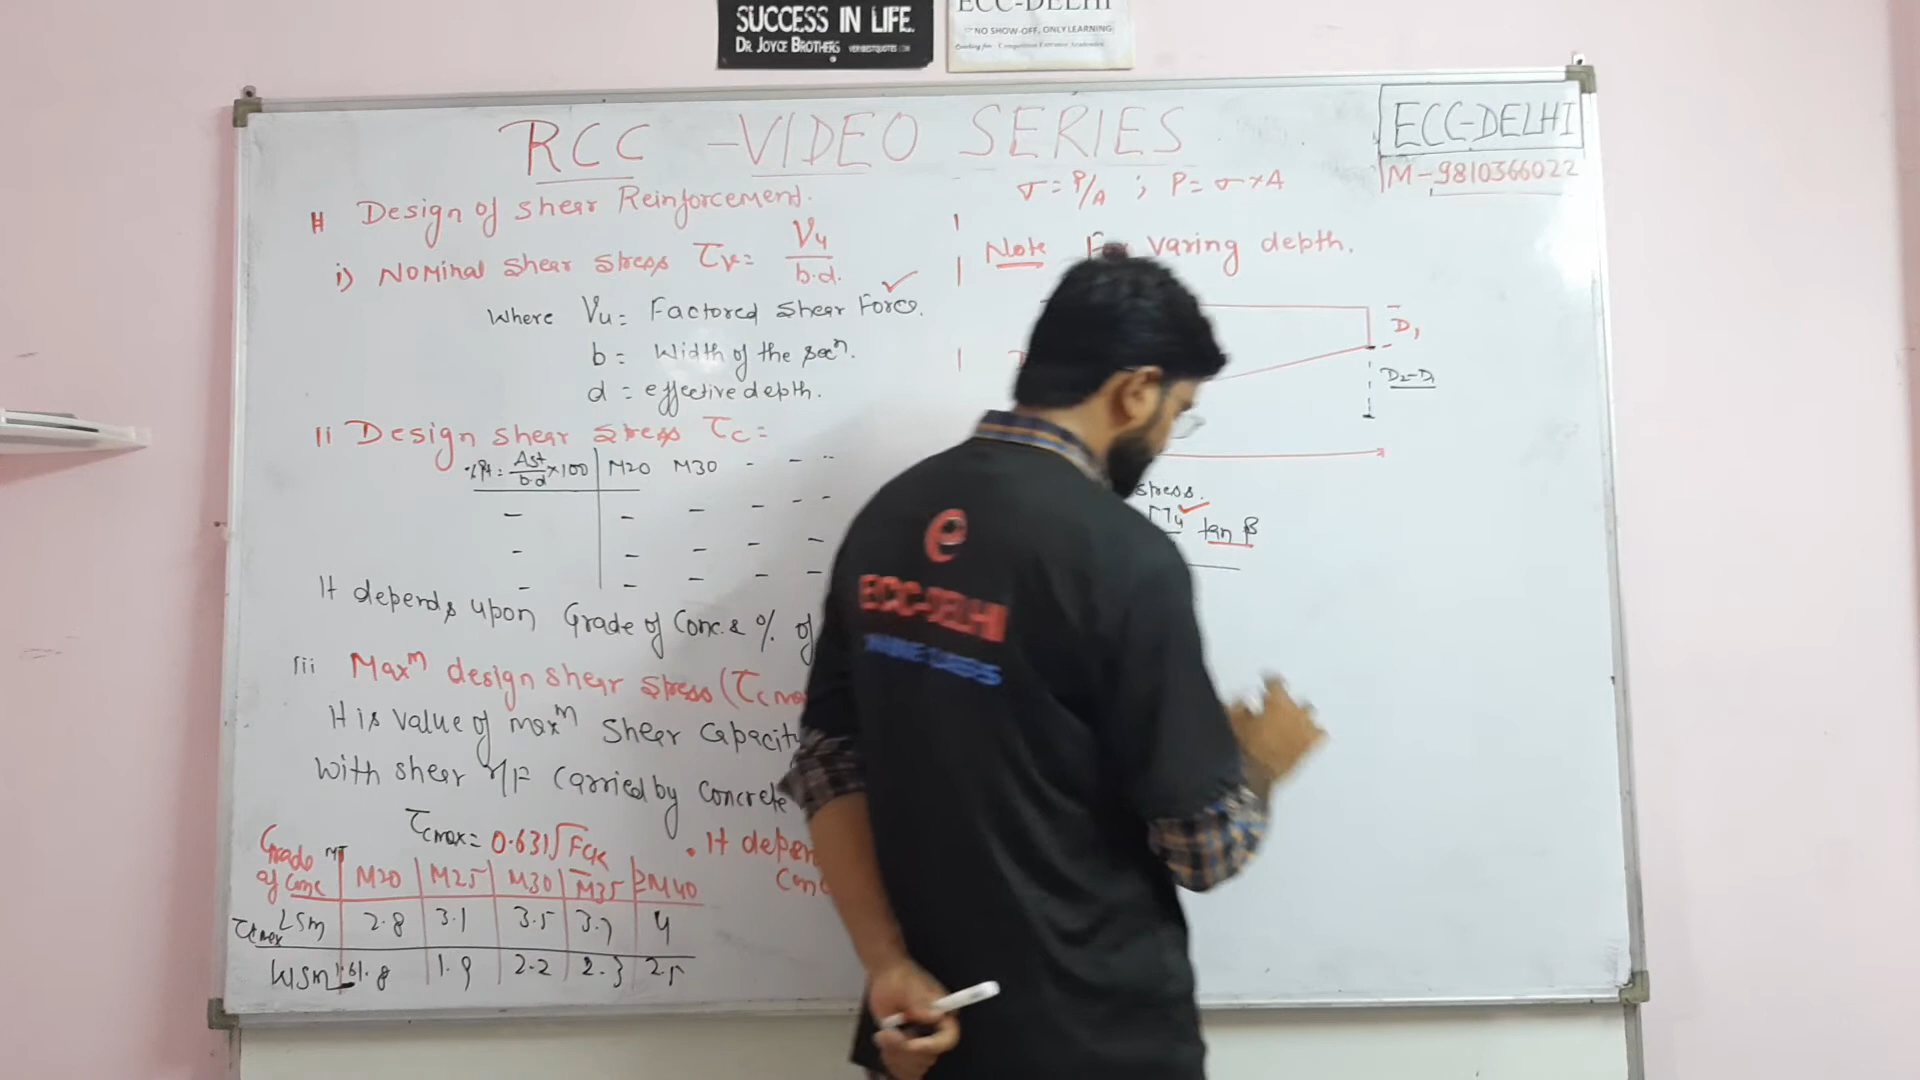 SUCCESS IN LIFE.
DR. JOYCE BROTHERS
ECC-DELHI
"NO SHOW-OFF, ONLY LEARNING
RCC - VIDEO SERIES
ECC-DELHI
M-9810366022
Design of shear Reinforcement.
σ = P/A ; P = σ × A
i) Nominal shear stress τv = Vu / b.d.
Note For varing depth.
Where Vu = Factored shear Force.
b = Width of the secn.
d = effective depth.
D1
D2-D1
ii Design shear stress τc =
%Pt = Ast / b.d × 100 M20 M30 - - --
stress.
Mu tan β
It depends upon Grade of Conc. & % of
iii Maxm design shear stress (τc ma
It is value of maxm shear capacity
With shear r/f carried by concrete
τcmax = 0.631√Fck
. It depen
Conc
Grade of Conc M20 M25 M30 M35 ≥M40
τcmax LSM 2.8 3.1 3.5 3.7 4
WSM 1.8 1.9 2.2 2.3 2.5
e
ECC-DELHI